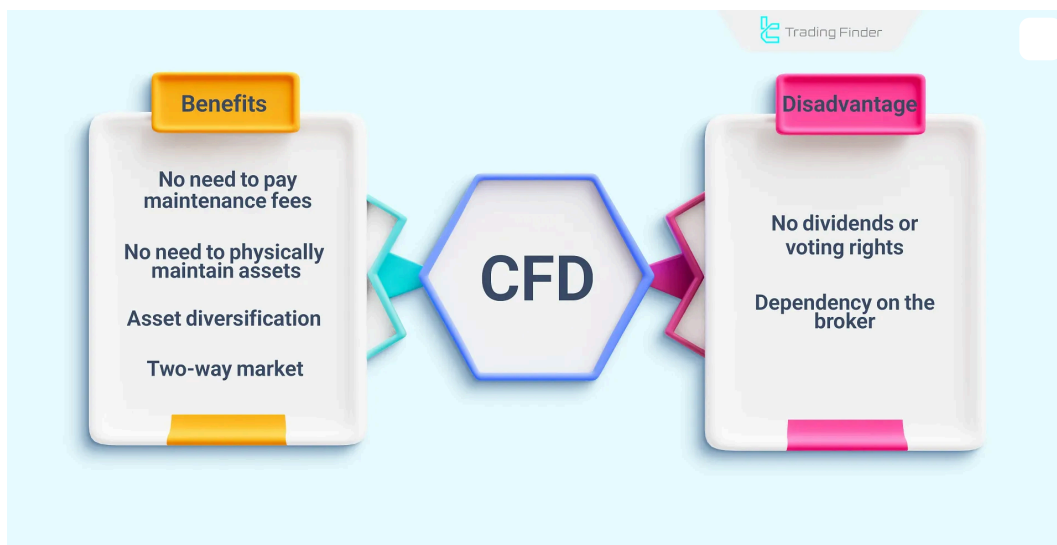 Trading Finder
Benefits
No need to pay
maintenance fees
No need to physically
maintain assets
Asset diversification
Two-way market
CFD
Disadvantage
No dividends or
voting rights
Dependency on the
broker